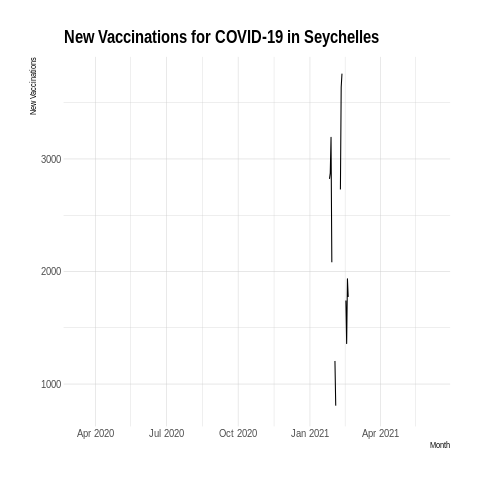 New Vaccinations for COVID-19 in Seychelles
New Vaccinations
3000
2000
1000
Apr 2020 Jul 2020 Oct 2020 Jan 2021 Apr 2021
Month